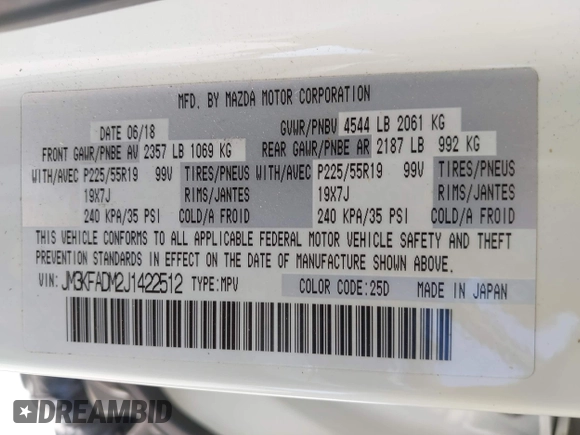 MFD. BY MAZDA MOTOR CORPORATION
DATE 06/18 GVWR/PNBV 4544 LB 2061 KG
FRONT GAWR/PNBE AV 2357 LB 1069 KG REAR GAWR/PNBE AR 2187 LB 992 KG
WITH/AVEC P225/55R19 99V TIRES/PNEUS WITH/AVEC P225/55R19 99V TIRES/PNEUS
19X7J RIMS/JANTES 19X7J RIMS/JANTES
240 KPA/35 PSI COLD/A FROID 240 KPA/35 PSI COLD/A FROID
THIS VEHICLE CONFORMS TO ALL APPLICABLE FEDERAL MOTOR VEHICLE SAFETY AND THEFT
PREVENTION STANDARDS IN EFFECT ON THE DATE OF MANUFACTURE SHOWN ABOVE.
VIN: JM3KFADM2J1422512 TYPE:MPV COLOR CODE:25D MADE IN JAPAN
DREAMBID